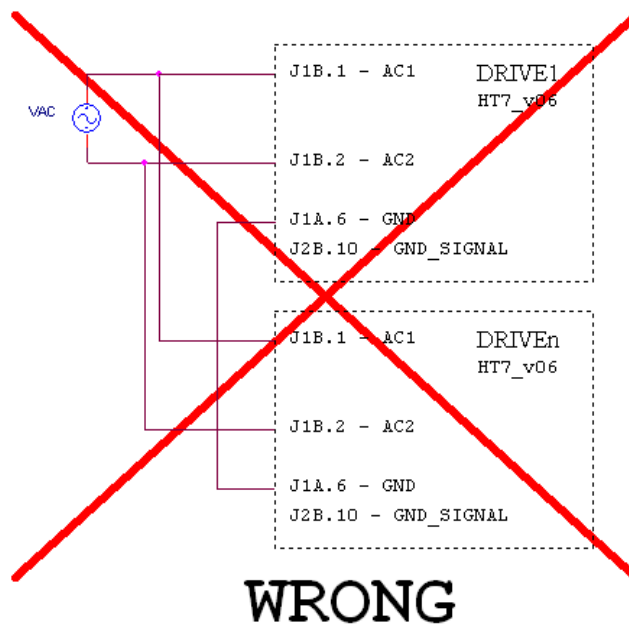 J1B.1 - AC1 DRIVE1
HT7_v06
VAC
J1B.2 - AC2
J1A.6 - GND
J2B.10 - GND_SIGNAL
J1B.1 - AC1 DRIVEn
HT7_v06
J1B.2 - AC2
J1A.6 - GND
J2B.10 - GND_SIGNAL
WRONG